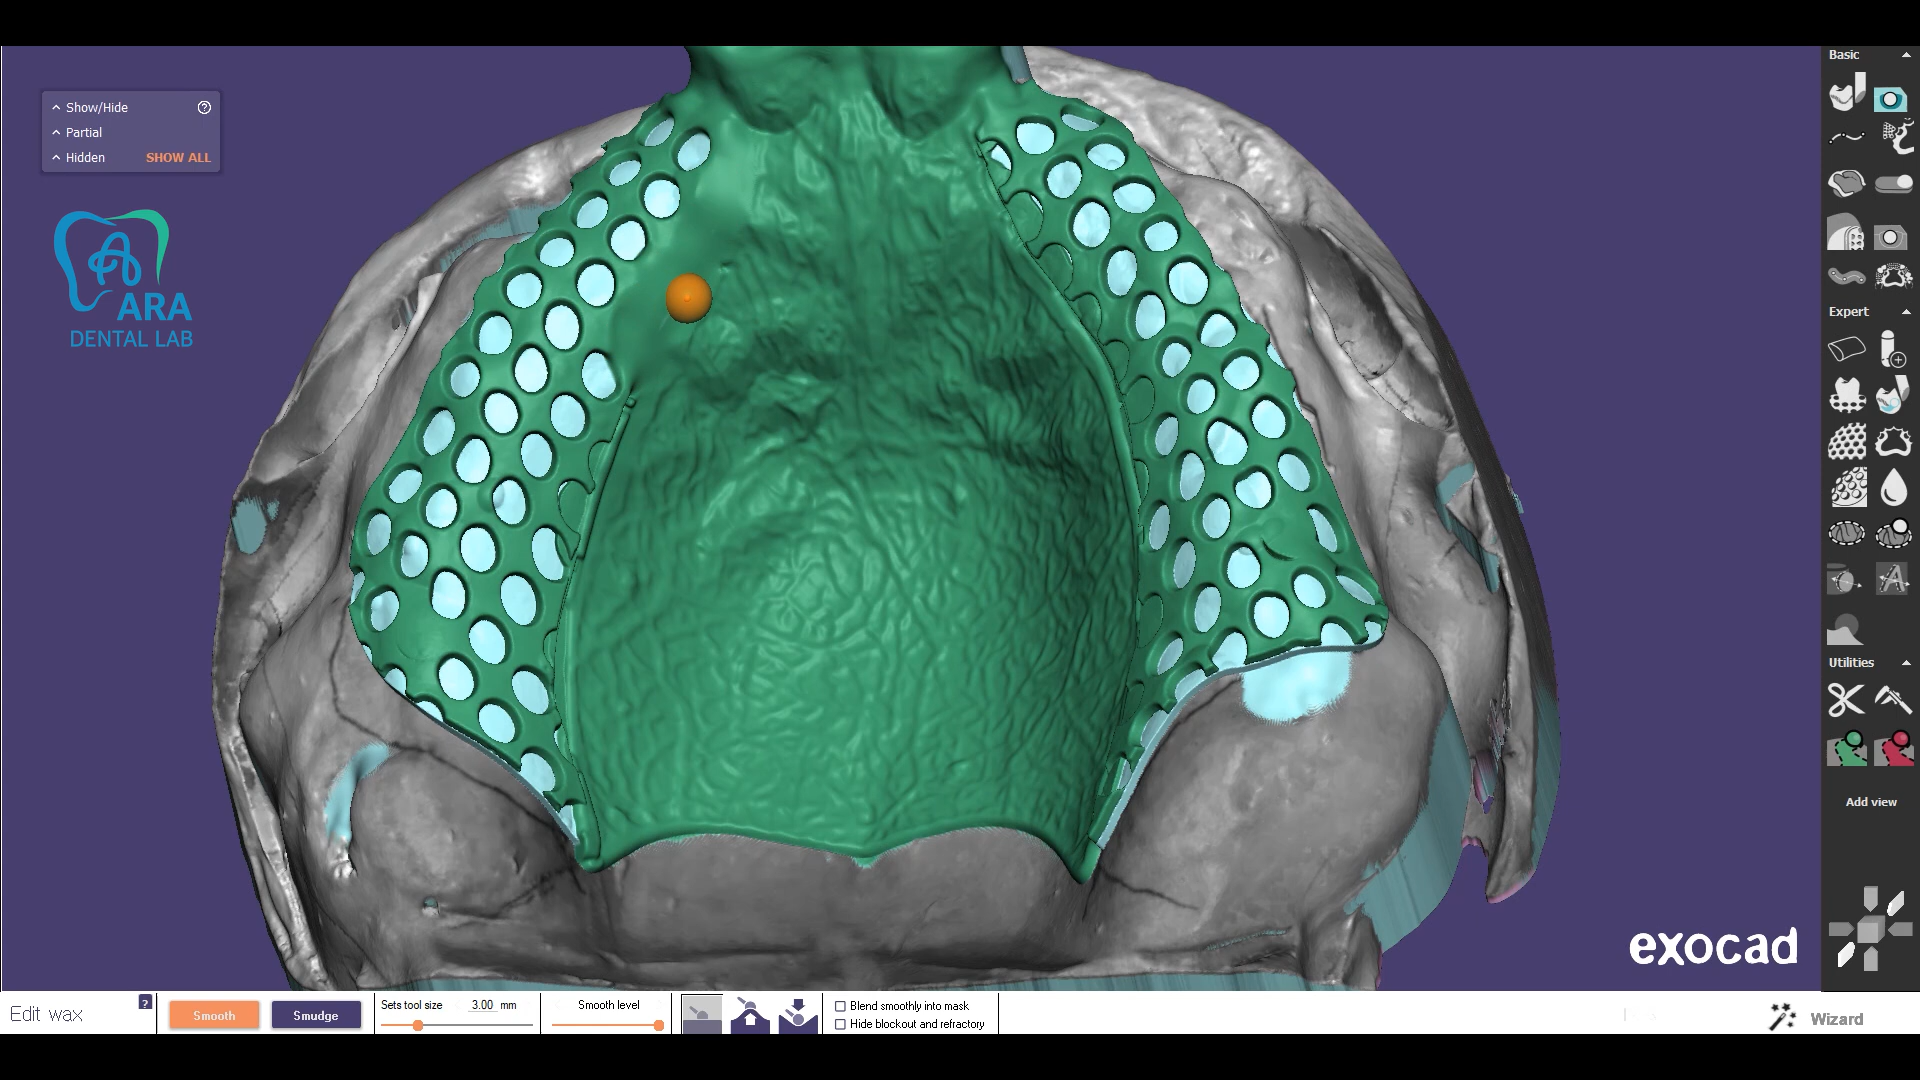 Show/Hide
Partial
Hidden SHOW ALL
A
ARA
DENTAL LAB
exocad
Basic
Expert
Utilities
Add view
Edit wax
?
Smooth
Smudge
Sets tool size 3.00 mm
Smooth level
Blend smoothly into mask
Hide blockout and refractory
Wizard